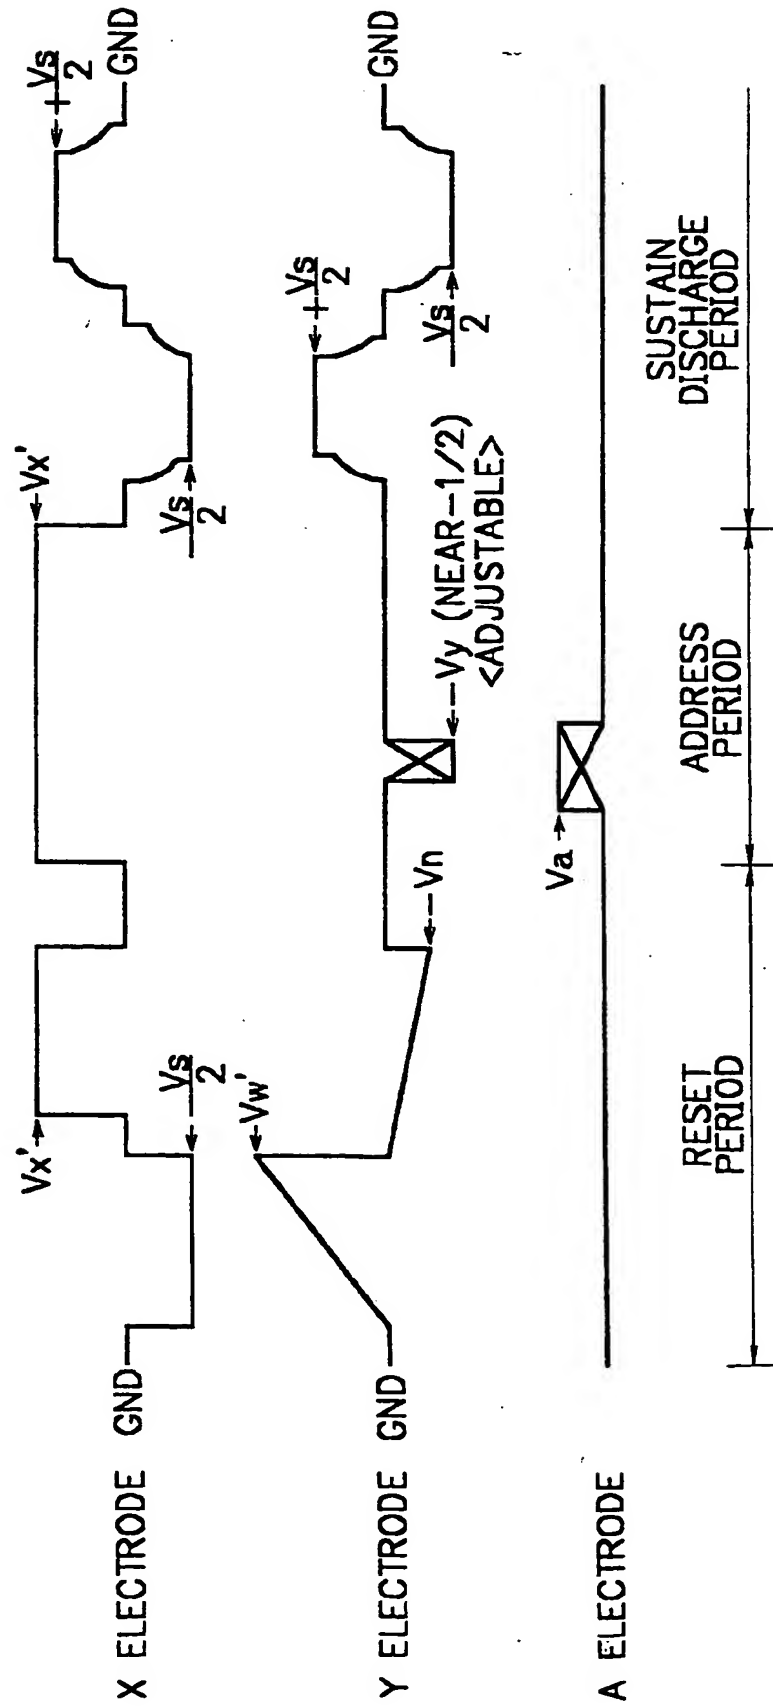 X ELECTRODE GND
Vx'
Vs
2
Vx'
Vs
2
+Vs
2
GND
Y ELECTRODE GND
Vw'
Vn
Vy (NEAR-1/2)
<ADJUSTABLE>
+Vs
2
Vs
2
GND
A ELECTRODE
Va
RESET
PERIOD
ADDRESS
PERIOD
SUSTAIN
DISCHARGE
PERIOD